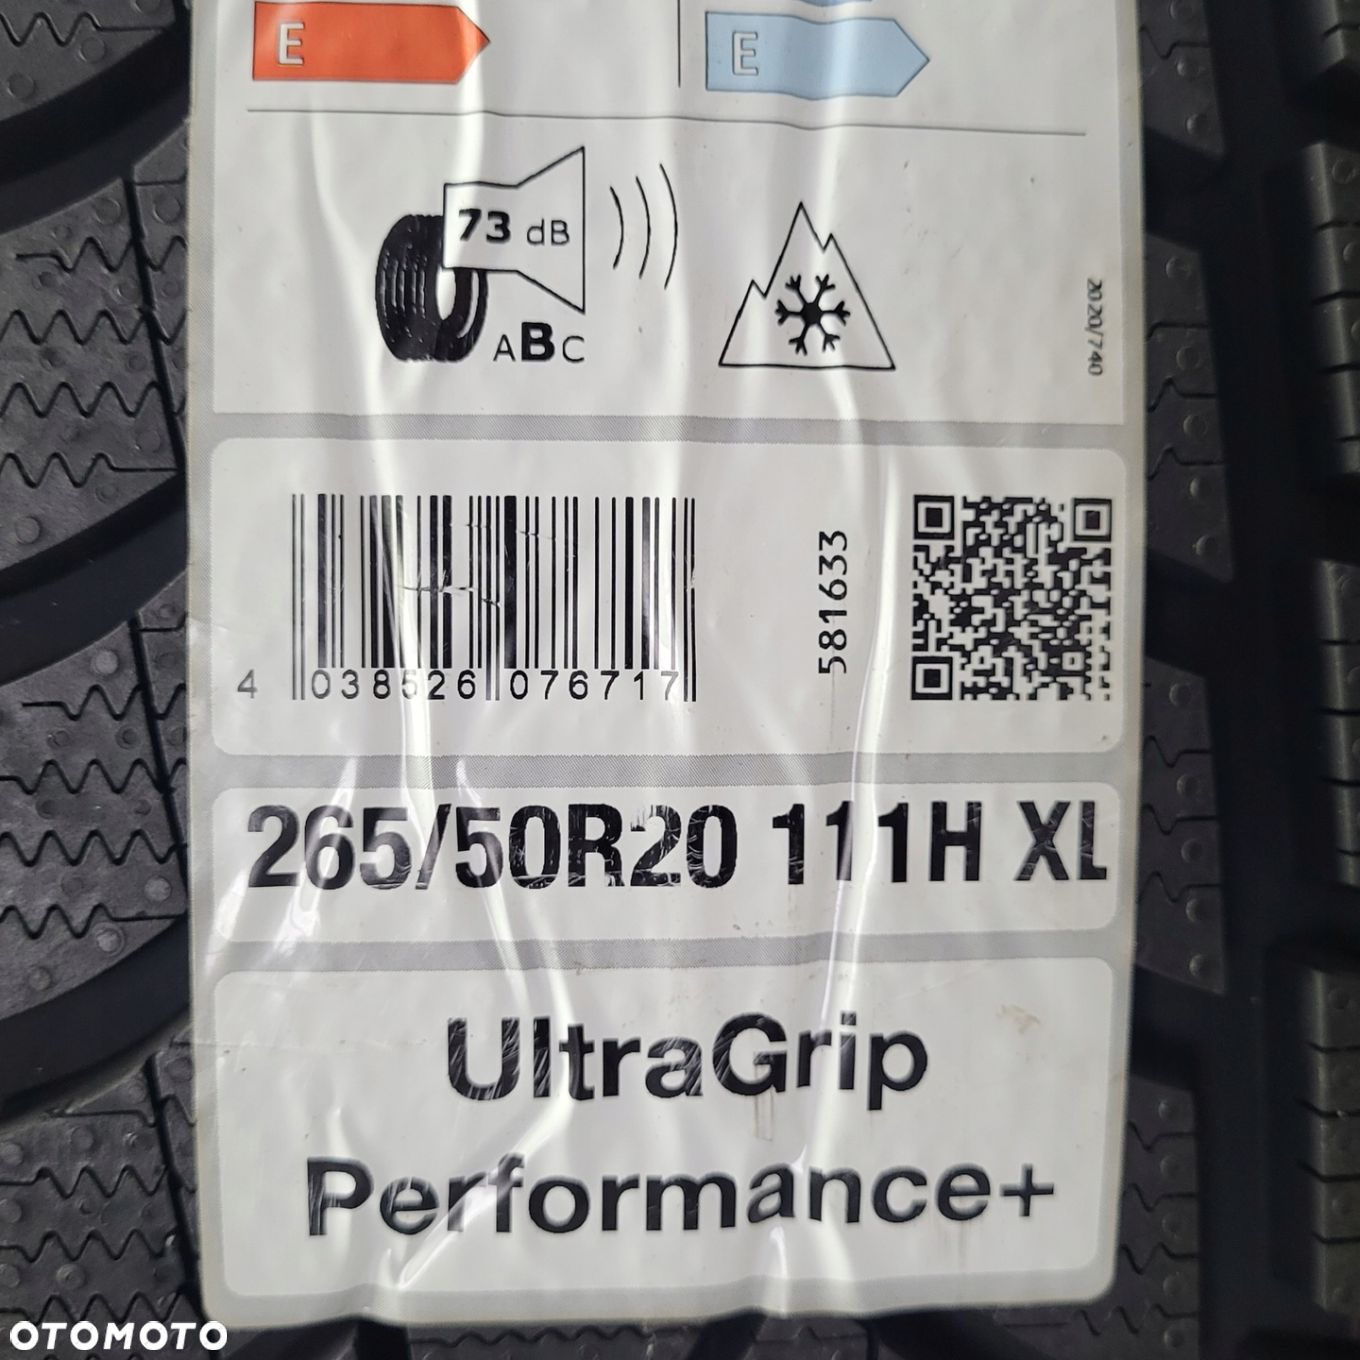 E E
73 dB
ABC
2020/740
581633
4 038526 076717
265/50R20 111H XL
UltraGrip
Performance+
OTOMOTO